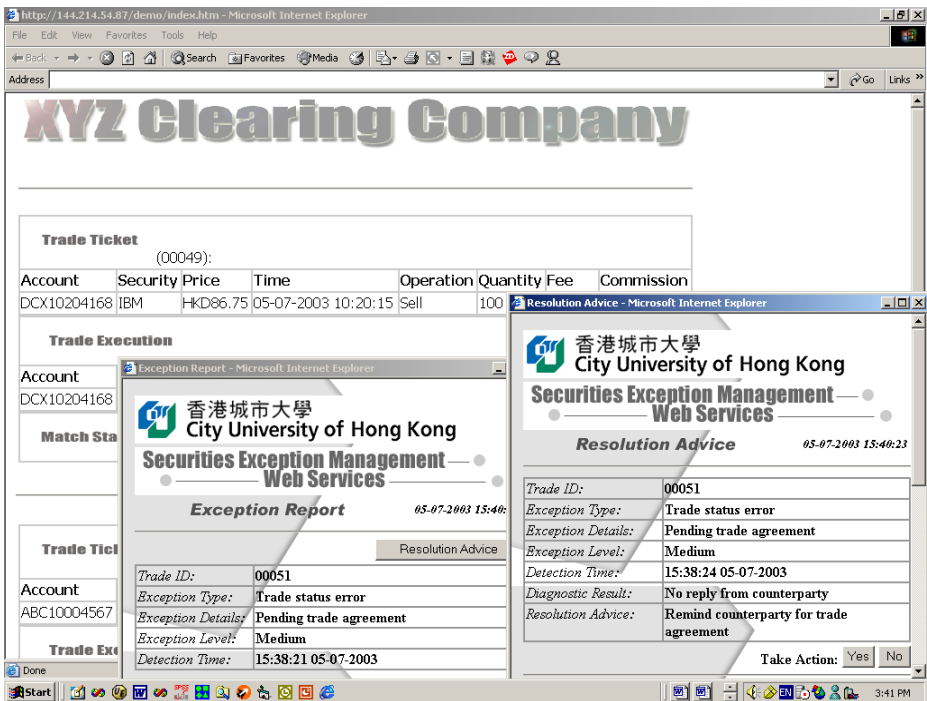 http://144.214.54.87/demo/index.htm - Microsoft Internet Explorer
File Edit View Favorites Tools Help
Back Search Favorites Media
Address Go Links »
XYZ Clearing Company
Trade Ticket
(00049):
Account Security Price Time Operation Quantity Fee Commission
DCX10204168 IBM HKD86.75 05-07-2003 10:20:15 Sell 100
Trade Execution
Account
DCX10204168
Match Sta
Trade Tick
Account
ABC10004567
Trade Exe
Done
Exception Report - Microsoft Internet Explorer
香港城市大學
City University of Hong Kong
Securities Exception Management
Web Services
Exception Report 05-07-2003 15:40:
Resolution Advice
Trade ID: 00051
Exception Type: Trade status error
Exception Details: Pending trade agreement
Exception Level: Medium
Detection Time: 15:38:21 05-07-2003
Resolution Advice - Microsoft Internet Explorer
香港城市大學
City University of Hong Kong
Securities Exception Management
Web Services
Resolution Advice 05-07-2003 15:40:23
Trade ID: 00051
Exception Type: Trade status error
Exception Details: Pending trade agreement
Exception Level: Medium
Detection Time: 15:38:24 05-07-2003
Diagnostic Result: No reply from counterparty
Resolution Advice: Remind counterparty for trade
agreement
Take Action: Yes No
Start EN 3:41 PM